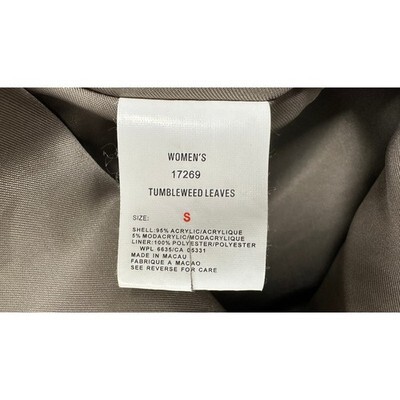 WOMEN'S
17269
TUMBLEWEED LEAVES
SIZE: S
SHELL:95% ACRYLIC/ACRYLIQUE
5% MODACRYLIC/MODACRYLIQUE
LINER:100% POLYESTER/POLYESTER
WPL 6635/CA 05331
MADE IN MACAU
FABRIQUE A MACAO
SEE REVERSE FOR CARE